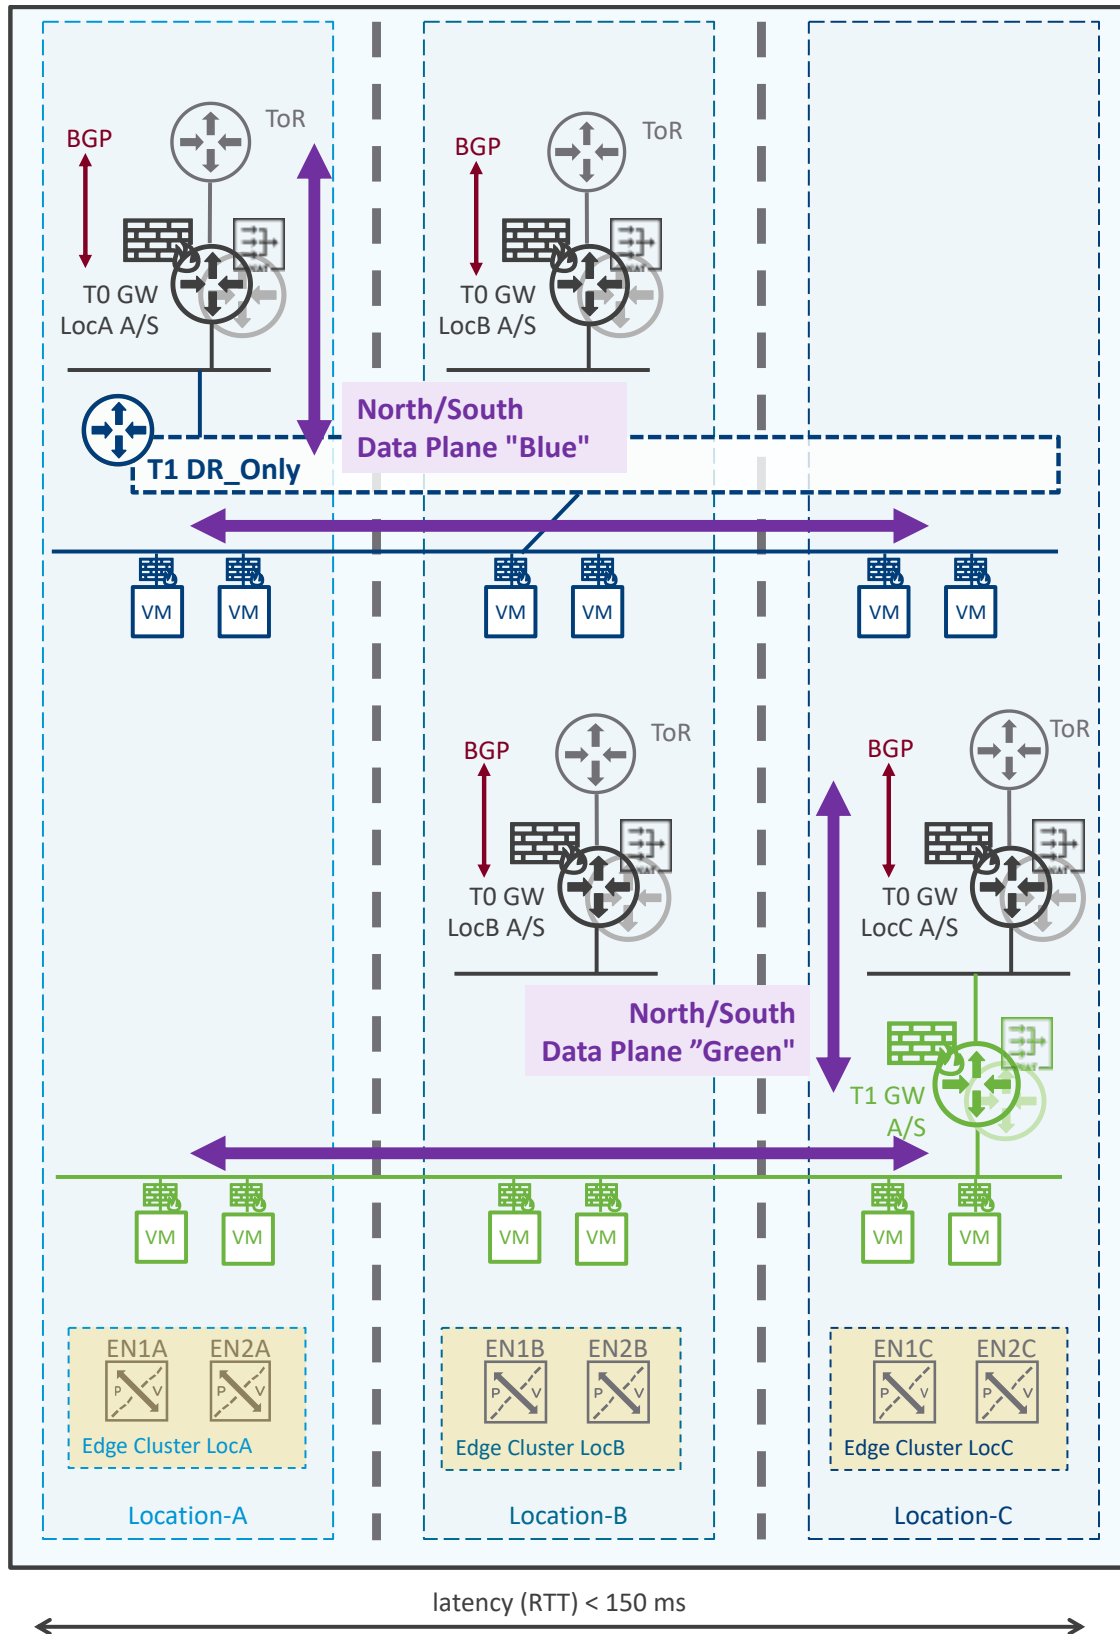 ToR
BGP
T0 GW
LocA A/S
ToR
BGP
T0 GW
LocB A/S
North/South
Data Plane "Blue"
T1 DR_Only
VM
VM
VM
VM
VM
VM
ToR
BGP
T0 GW
LocB A/S
ToR
BGP
T0 GW
LocC A/S
North/South
Data Plane ”Green"
T1 GW
A/S
VM
VM
VM
VM
VM
VM
EN1A
EN2A
P V
P V
Edge Cluster LocA
EN1B
EN2B
P V
P V
Edge Cluster LocB
EN1C
EN2C
P V
P V
Edge Cluster LocC
Location-A
Location-B
Location-C
latency (RTT) < 150 ms